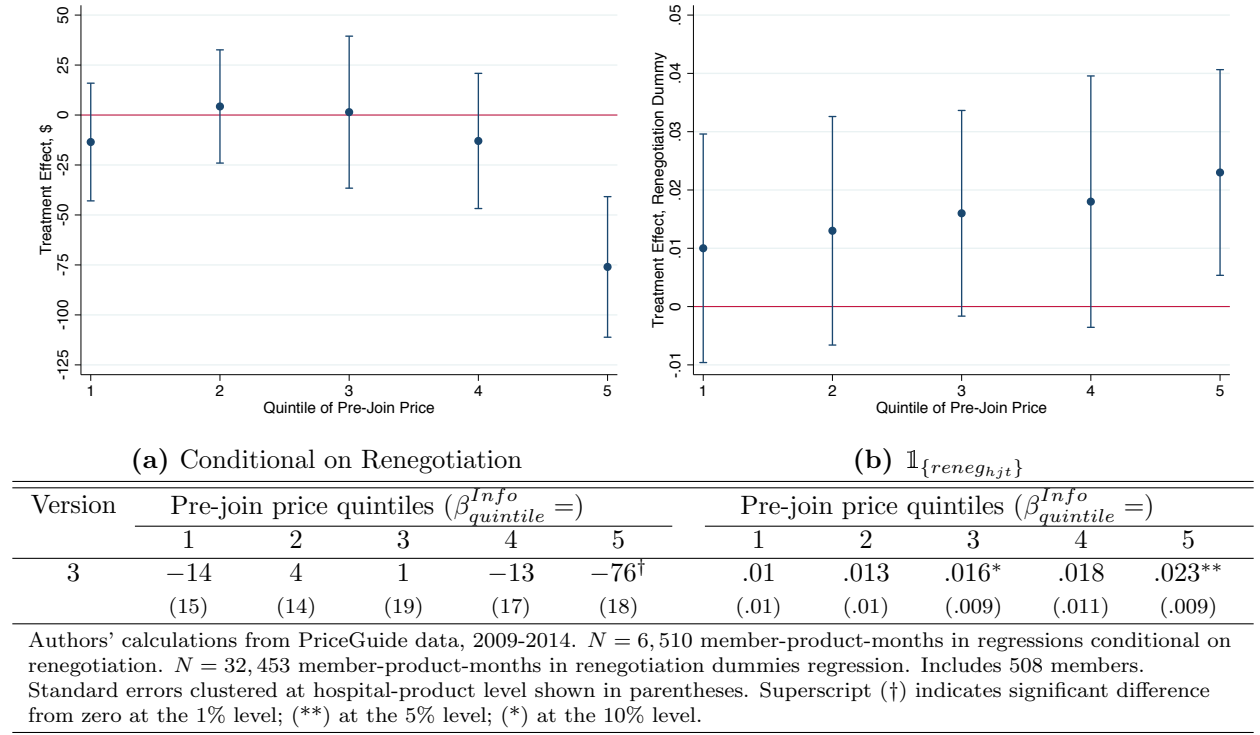 50
25
0
-25
-50
-75
-100
-125
Treatment Effect, $
1 2 3 4 5
Quintile of Pre-Join Price
.05
.04
.03
.02
.01
0
-.01
Treatment Effect, Renegotiation Dummy
1 2 3 4 5
Quintile of Pre-Join Price
(a) Conditional on Renegotiation (b) 𝟙{reneg_hjt}
Version Pre-join price quintiles (β^Info_quintile =) Pre-join price quintiles (β^Info_quintile =)
1 2 3 4 5 1 2 3 4 5
3 −14 4 1 −13 −76† .01 .013 .016* .018 .023**
(15) (14) (19) (17) (18) (.01) (.01) (.009) (.011) (.009)
Authors' calculations from PriceGuide data, 2009-2014. N = 6,510 member-product-months in regressions conditional on
renegotiation. N = 32,453 member-product-months in renegotiation dummies regression. Includes 508 members.
Standard errors clustered at hospital-product level shown in parentheses. Superscript (†) indicates significant difference
from zero at the 1% level; (**) at the 5% level; (*) at the 10% level.